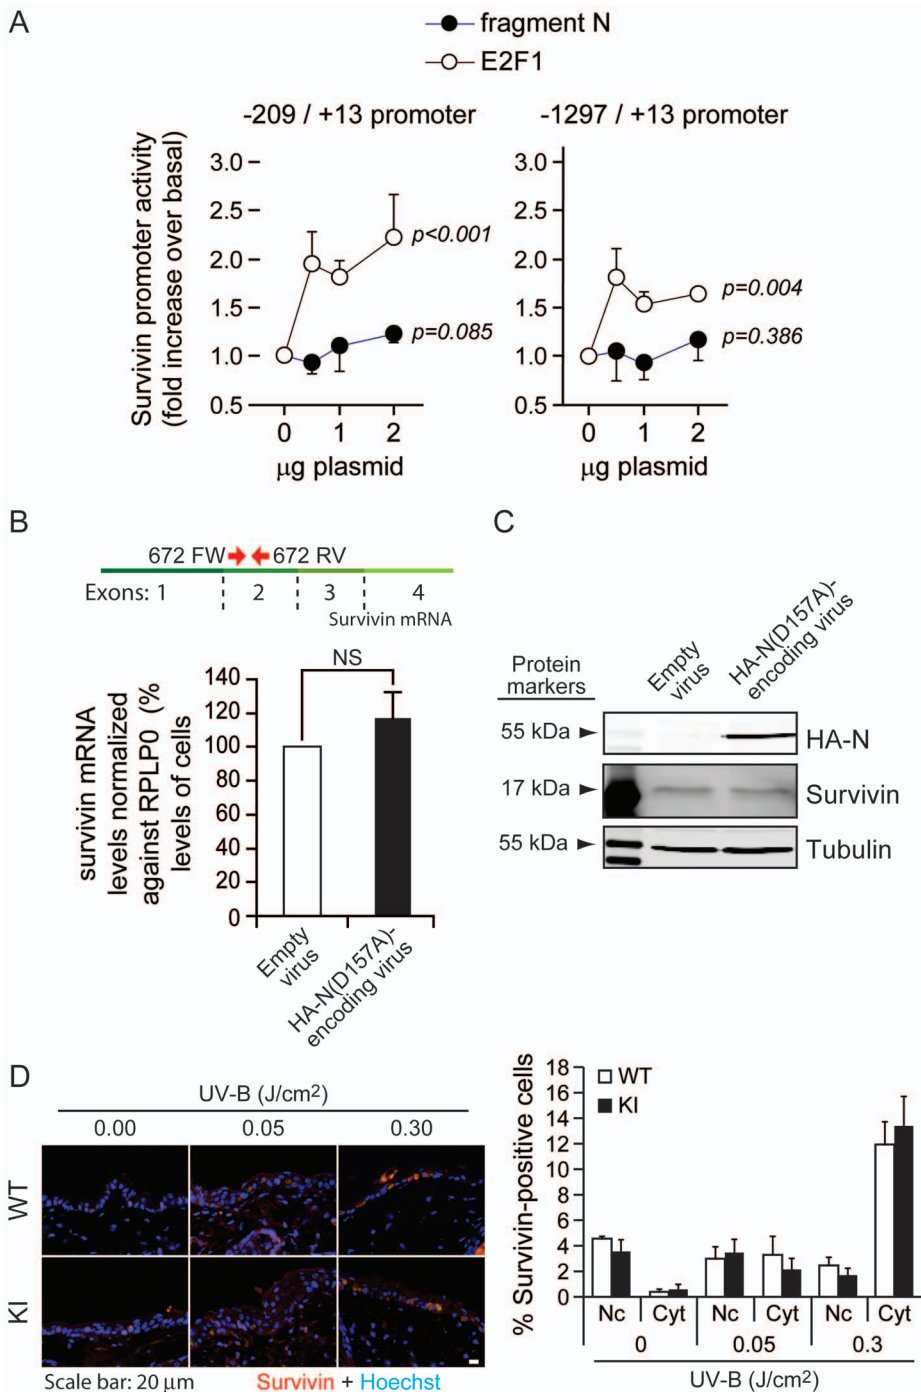 A
fragment N
E2F1
-209 / +13 promoter
-1297 / +13 promoter
Survivin promoter activity
(fold increase over basal)
3.0
2.5
2.0
1.5
1.0
0.5
p<0.001
p=0.085
0 1 2
µg plasmid
3.0
2.5
2.0
1.5
1.0
0.5
p=0.004
p=0.386
0 1 2
µg plasmid
B
672 FW 672 RV
Exons: 1 2 3 4
Survivin mRNA
survivin mRNA
levels normalized
against RPLP0 (%
levels of cells
NS
140
120
100
80
60
40
20
0
Empty
virus
HA-N(D157A)-
encoding virus
C
Protein
markers
Empty
virus
HA-N(D157A)-
encoding virus
55 kDa
HA-N
17 kDa
Survivin
55 kDa
Tubulin
D
UV-B (J/cm²)
0.00 0.05 0.30
WT
KI
Scale bar: 20 µm
Survivin + Hoechst
% Survivin-positive cells
18
16
14
12
10
8
6
4
2
0
WT
KI
Nc Cyt Nc Cyt Nc Cyt
0 0.05 0.3
UV-B (J/cm²)